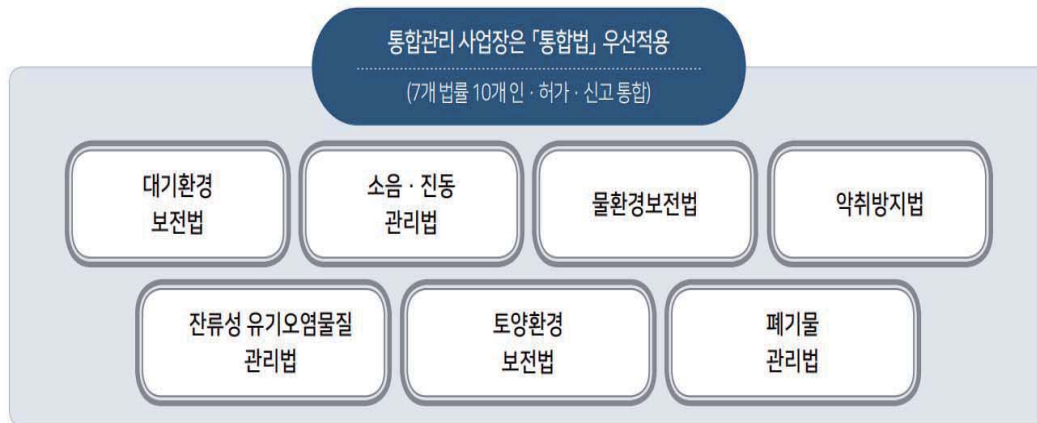 통합관리 사업장은 「통합법」 우선적용
(7개 법률 10개 인 · 허가 · 신고 통합)
대기환경
보전법
소음 · 진동
관리법
물환경보전법
악취방지법
잔류성 유기오염물질
관리법
토양환경
보전법
폐기물
관리법